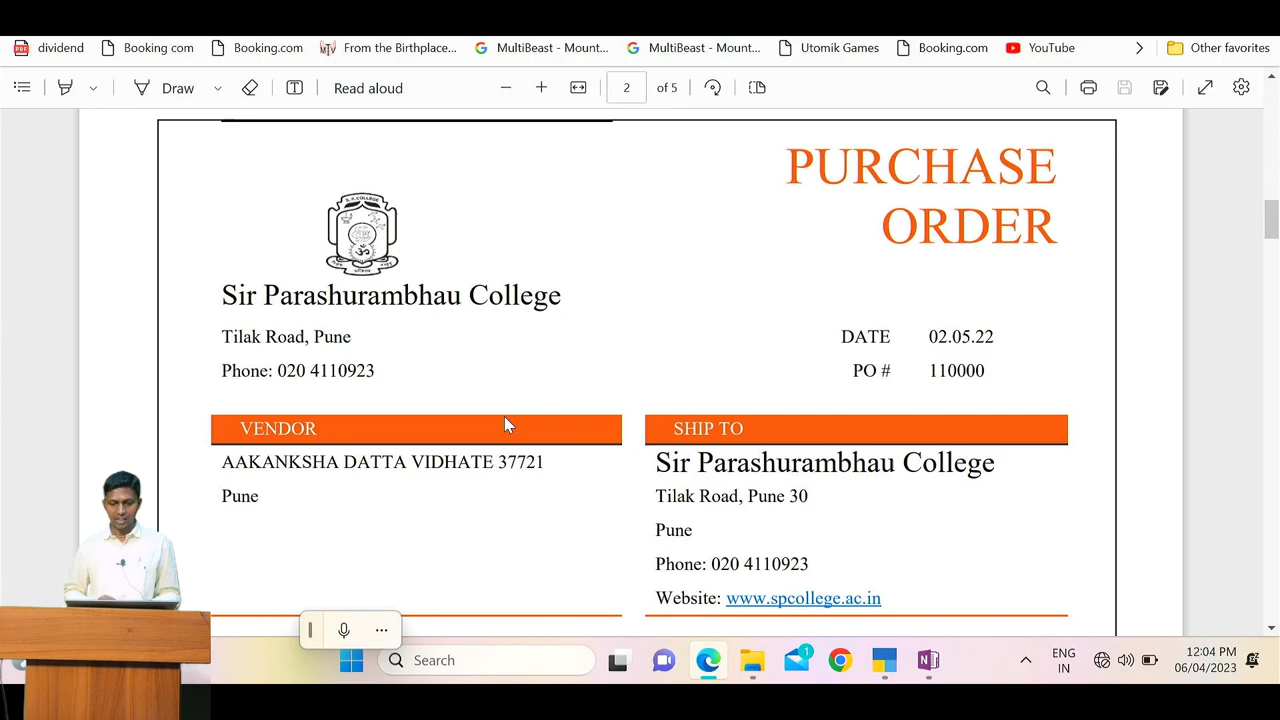 dividend Booking com Booking.com From the Birthplace... MultiBeast - Mount... MultiBeast - Mount... Utomik Games Booking.com YouTube Other favorites
Draw Read aloud 2 of 5
PURCHASE
ORDER
S. P. COLLEGE
Sir Parashurambhau College
Tilak Road, Pune
Phone: 020 4110923
DATE 02.05.22
PO # 110000
VENDOR
AAKANKSHA DATTA VIDHATE 37721
Pune
SHIP TO
Sir Parashurambhau College
Tilak Road, Pune 30
Pune
Phone: 020 4110923
Website: www.spcollege.ac.in
Search
1
ENG
IN
12:04 PM
06/04/2023